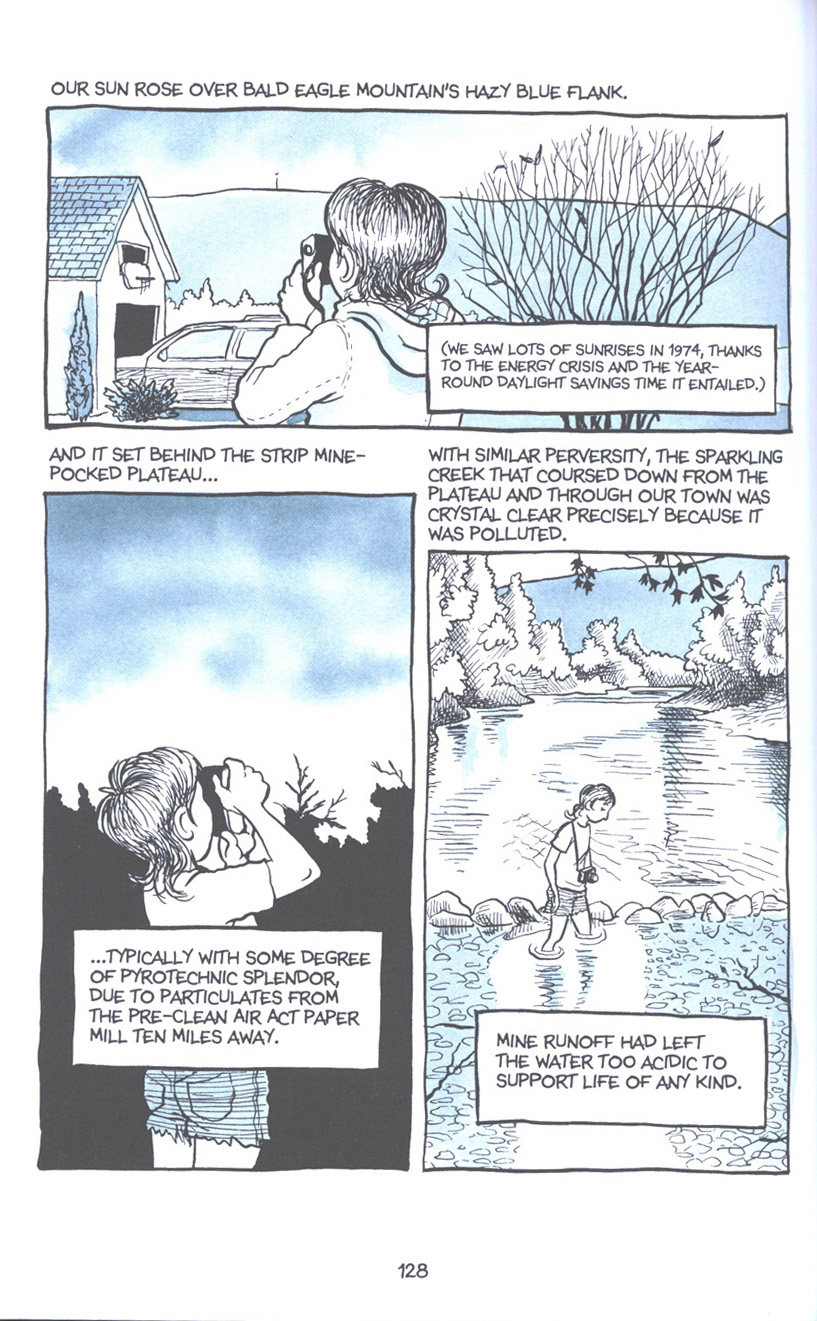 OUR SUN ROSE OVER BALD EAGLE MOUNTAIN'S HAZY BLUE FLANK.
(WE SAW LOTS OF SUNRISES IN 1974, THANKS
TO THE ENERGY CRISIS AND THE YEAR-
ROUND DAYLIGHT SAVINGS TIME IT ENTAILED.)
AND IT SET BEHIND THE STRIP MINE-
POCKED PLATEAU...
...TYPICALLY WITH SOME DEGREE
OF PYROTECHNIC SPLENDOR,
DUE TO PARTICULATES FROM
THE PRE-CLEAN AIR ACT PAPER
MILL TEN MILES AWAY.
WITH SIMILAR PERVERSITY, THE SPARKLING
CREEK THAT COURSED DOWN FROM THE
PLATEAU AND THROUGH OUR TOWN WAS
CRYSTAL CLEAR PRECISELY BECAUSE IT
WAS POLLUTED.
MINE RUNOFF HAD LEFT
THE WATER TOO ACIDIC TO
SUPPORT LIFE OF ANY KIND.
128